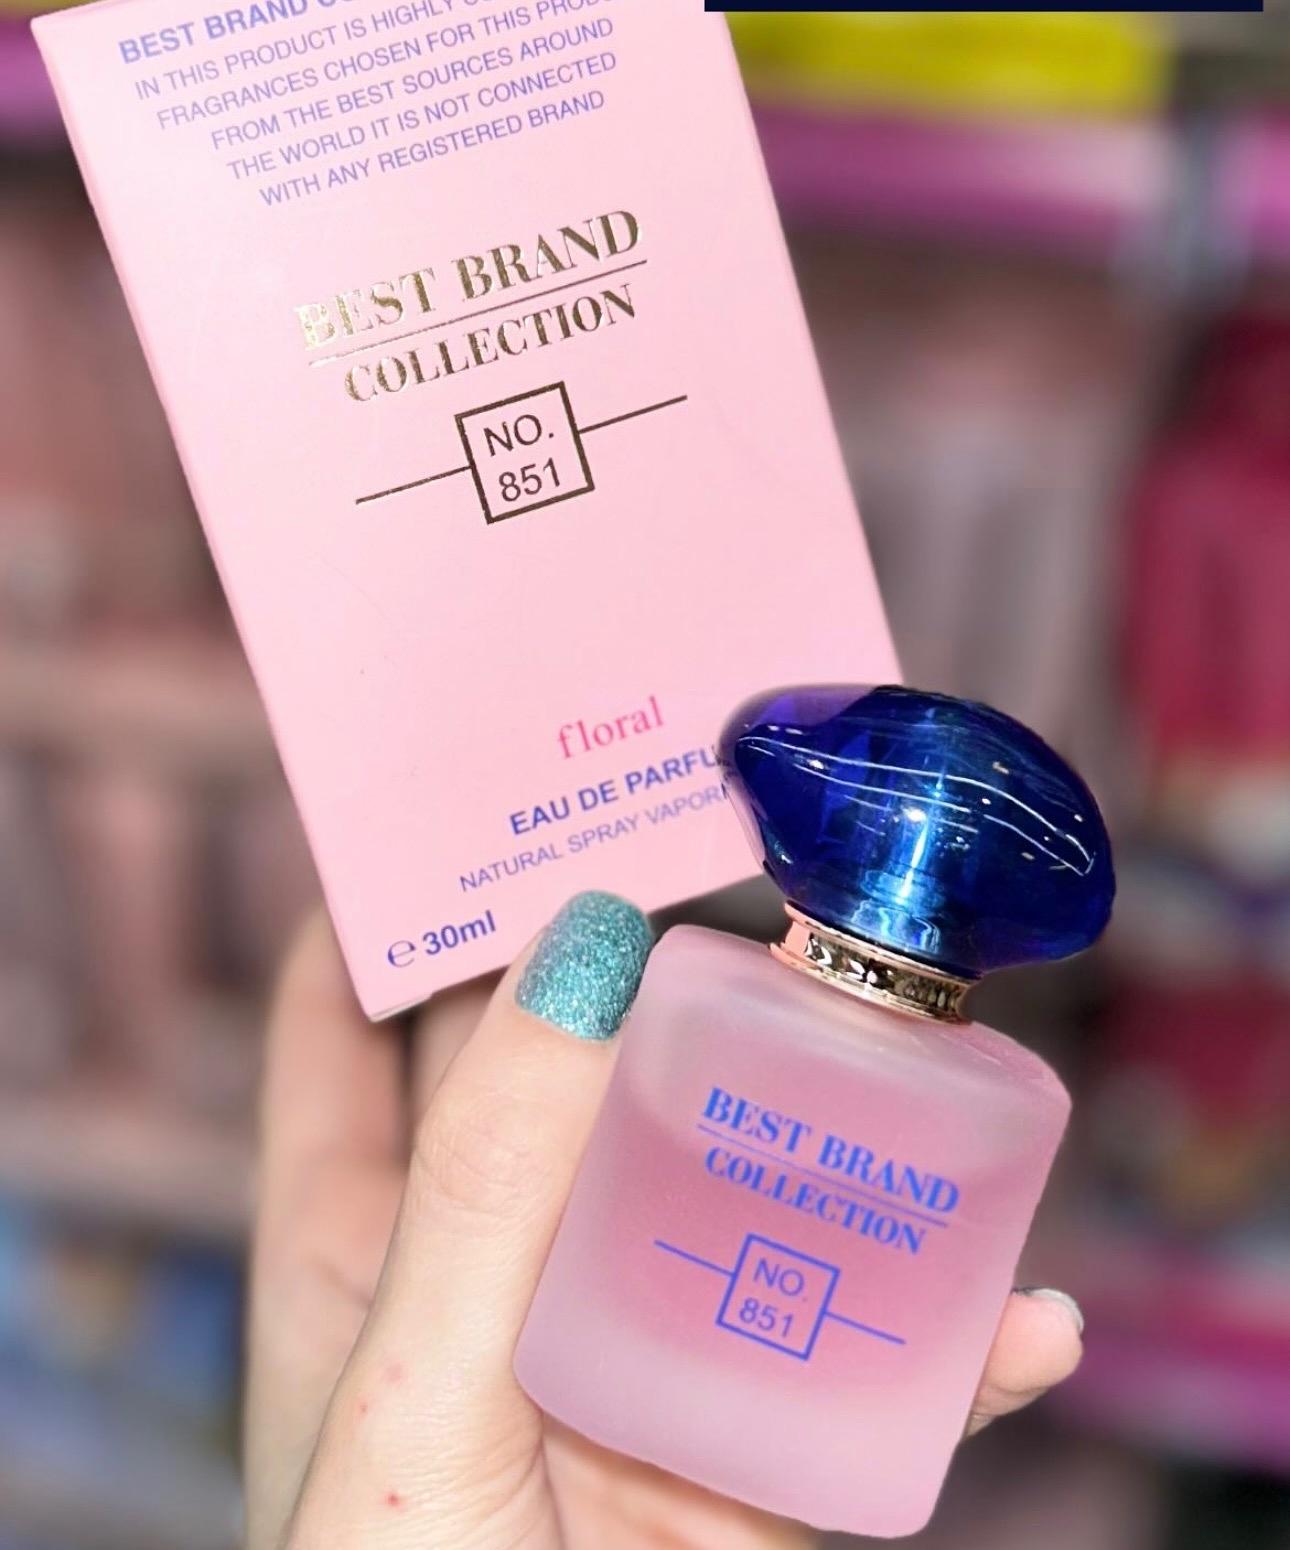 BEST BRAND
IN THIS PRODUCT IS HIGHLY
FRAGRANCES CHOSEN FOR THIS
FROM THE BEST SOURCES AROUND
THE WORLD IT IS NOT CONNECTED
WITH ANY REGISTERED BRAND
BEST BRAND
COLLECTION
NO.
851
floral
EAU DE PARFU
NATURAL SPRAY VAPOR
℮ 30ml
BEST BRAND
COLLECTION
NO.
851